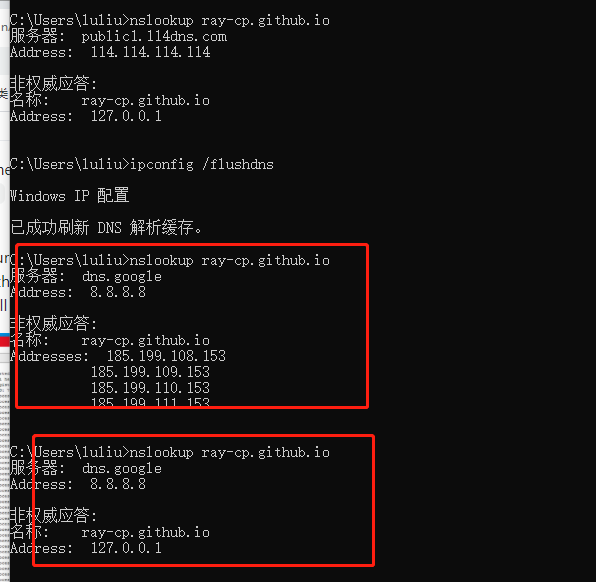 C:\Users\luliu>nslookup ray-cp.github.io
服务器:  public1.114dns.com
Address:  114.114.114.114
非权威应答:
名称:    ray-cp.github.io
Address:  127.0.0.1
C:\Users\luliu>ipconfig /flushdns
Windows IP 配置
已成功刷新 DNS 解析缓存。
C:\Users\luliu>nslookup ray-cp.github.io
服务器:  dns.google
Address:  8.8.8.8
非权威应答:
名称:    ray-cp.github.io
Addresses:  185.199.108.153
185.199.109.153
185.199.110.153
185.199.111.153
C:\Users\luliu>nslookup ray-cp.github.io
服务器:  dns.google
Address:  8.8.8.8
非权威应答:
名称:    ray-cp.github.io
Address:  127.0.0.1